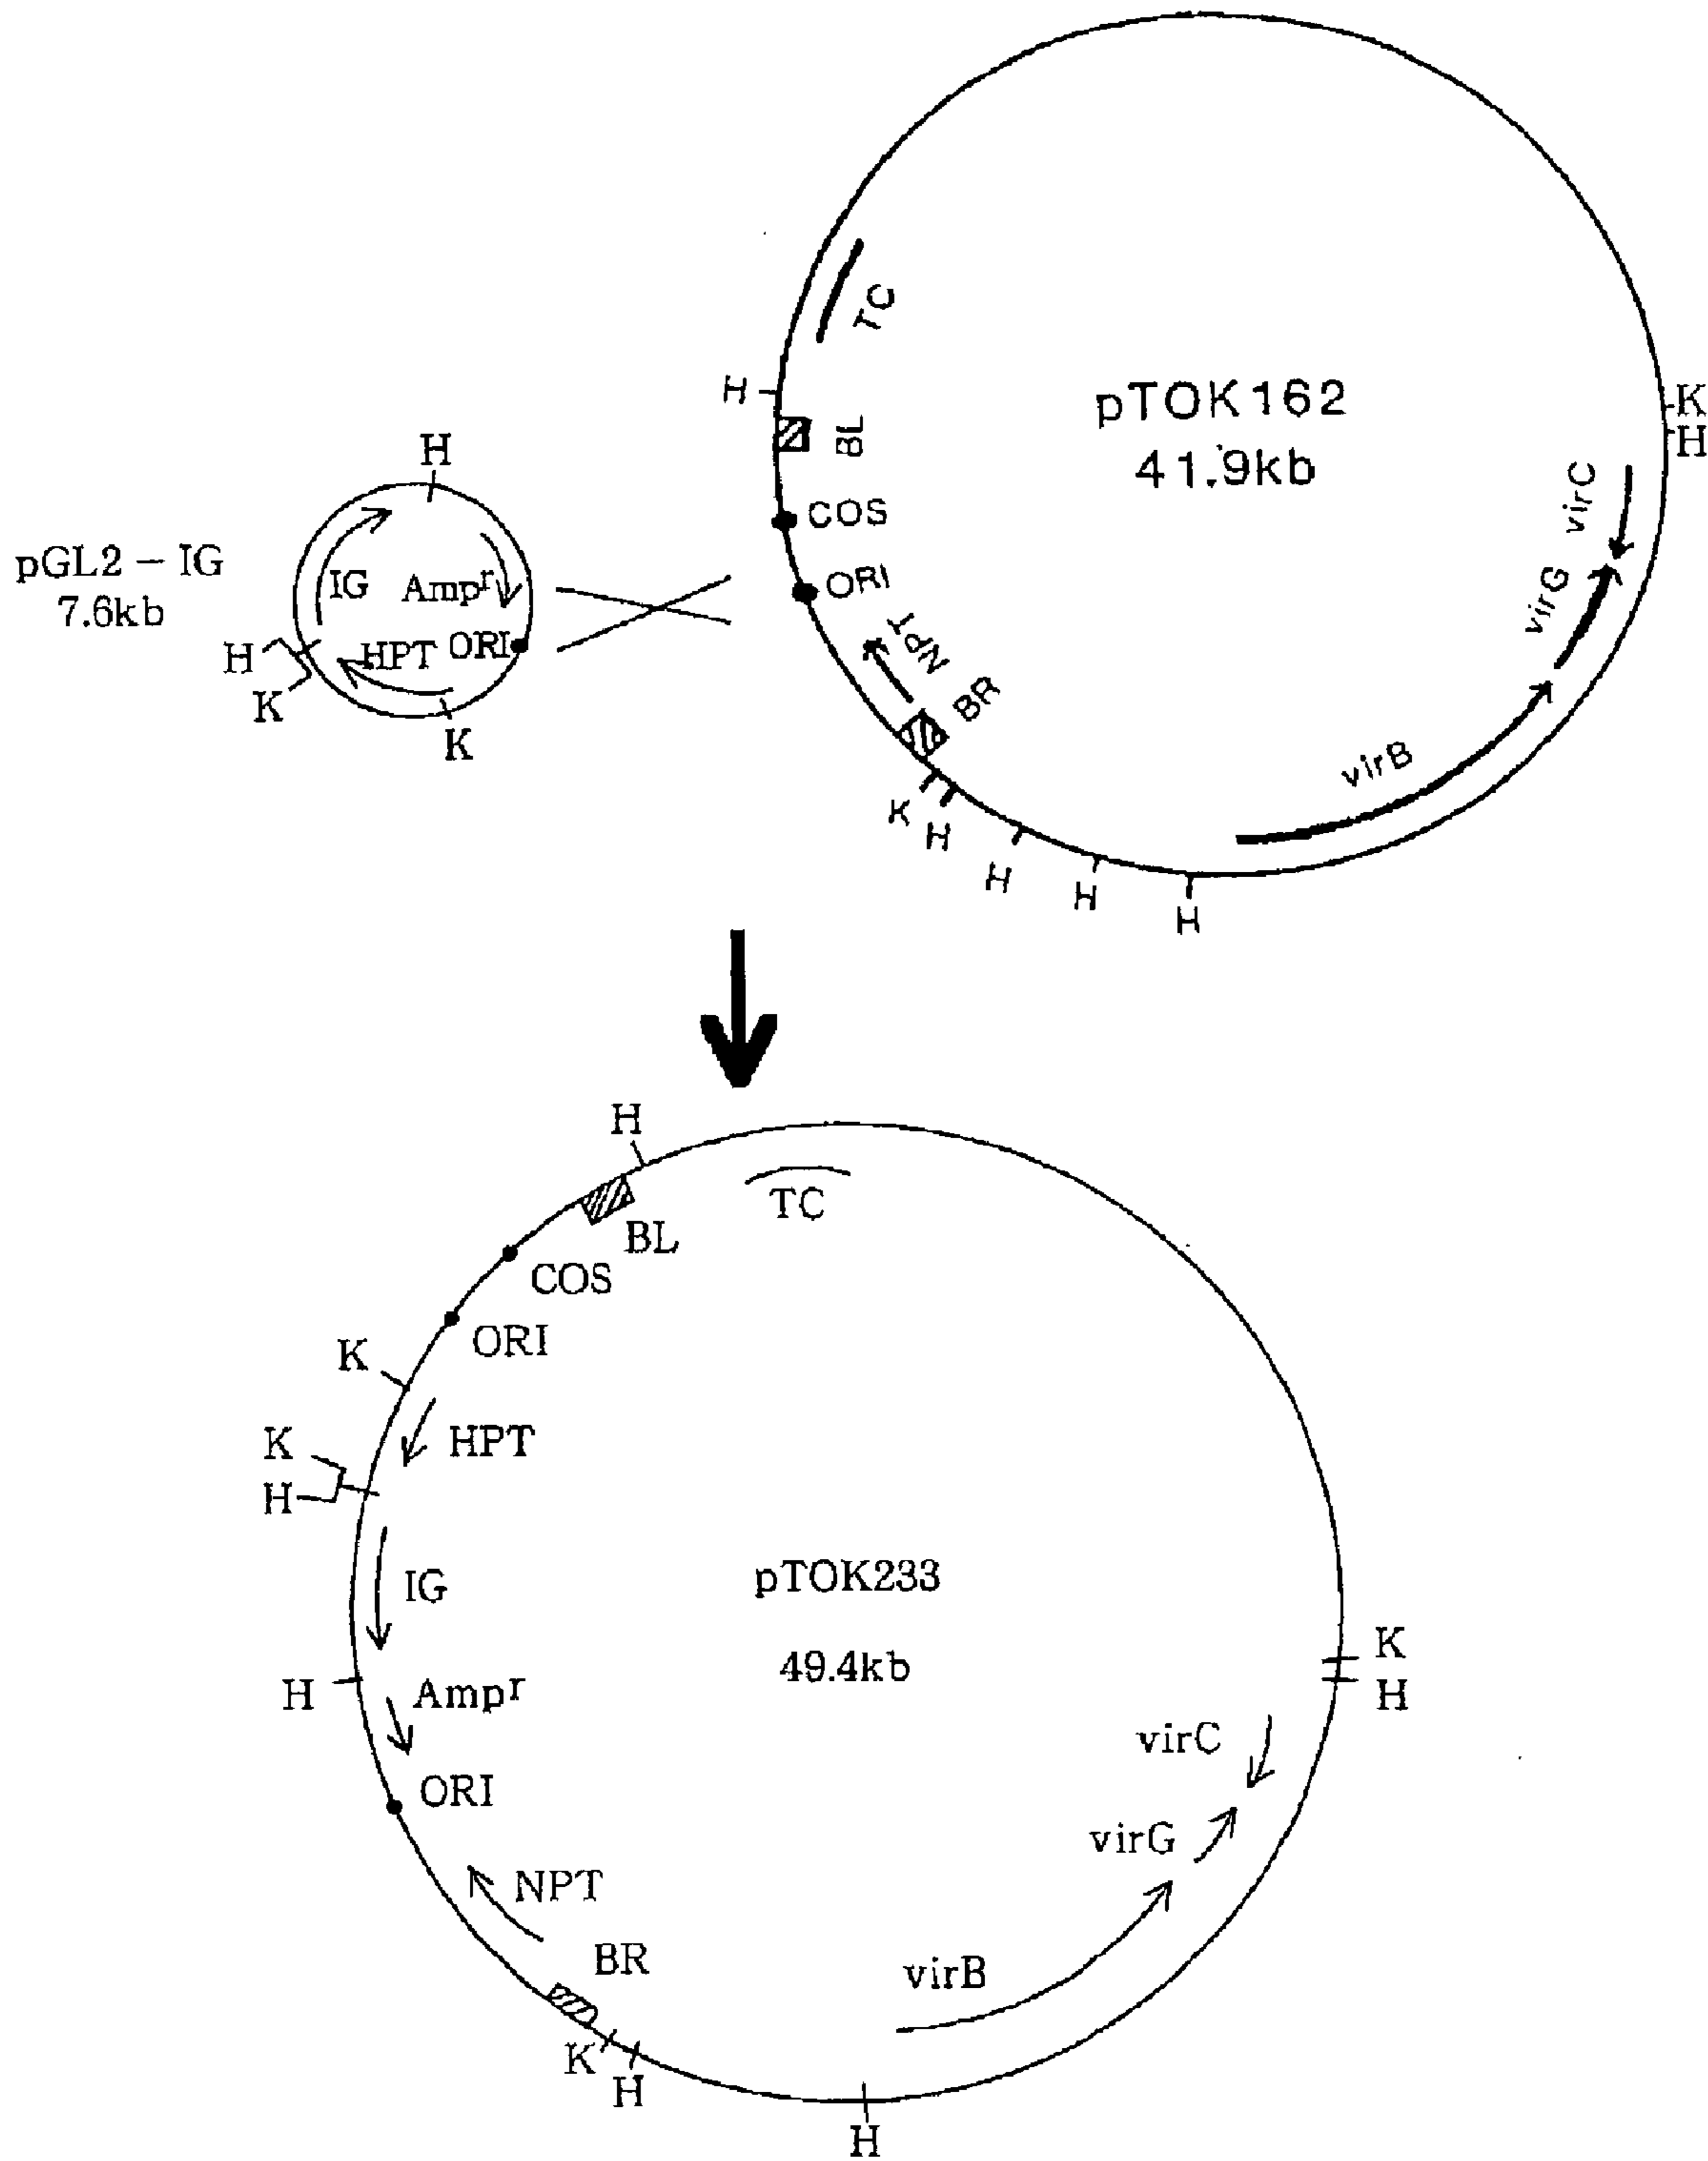 pTOK162
41.9kb
TC
H
BL
COS
ORI
NPT
BR
K
H
H
H
H
virB
virG
virC
K
H
pGL2 – IG
7.6kb
H
IG
Ampr
HPT
ORI
H
K
K
H
TC
BL
COS
ORI
K
HPT
K
H
IG
pTOK233
49.4kb
H
Ampr
ORI
NPT
BR
K
H
H
virB
virG
virC
K
H